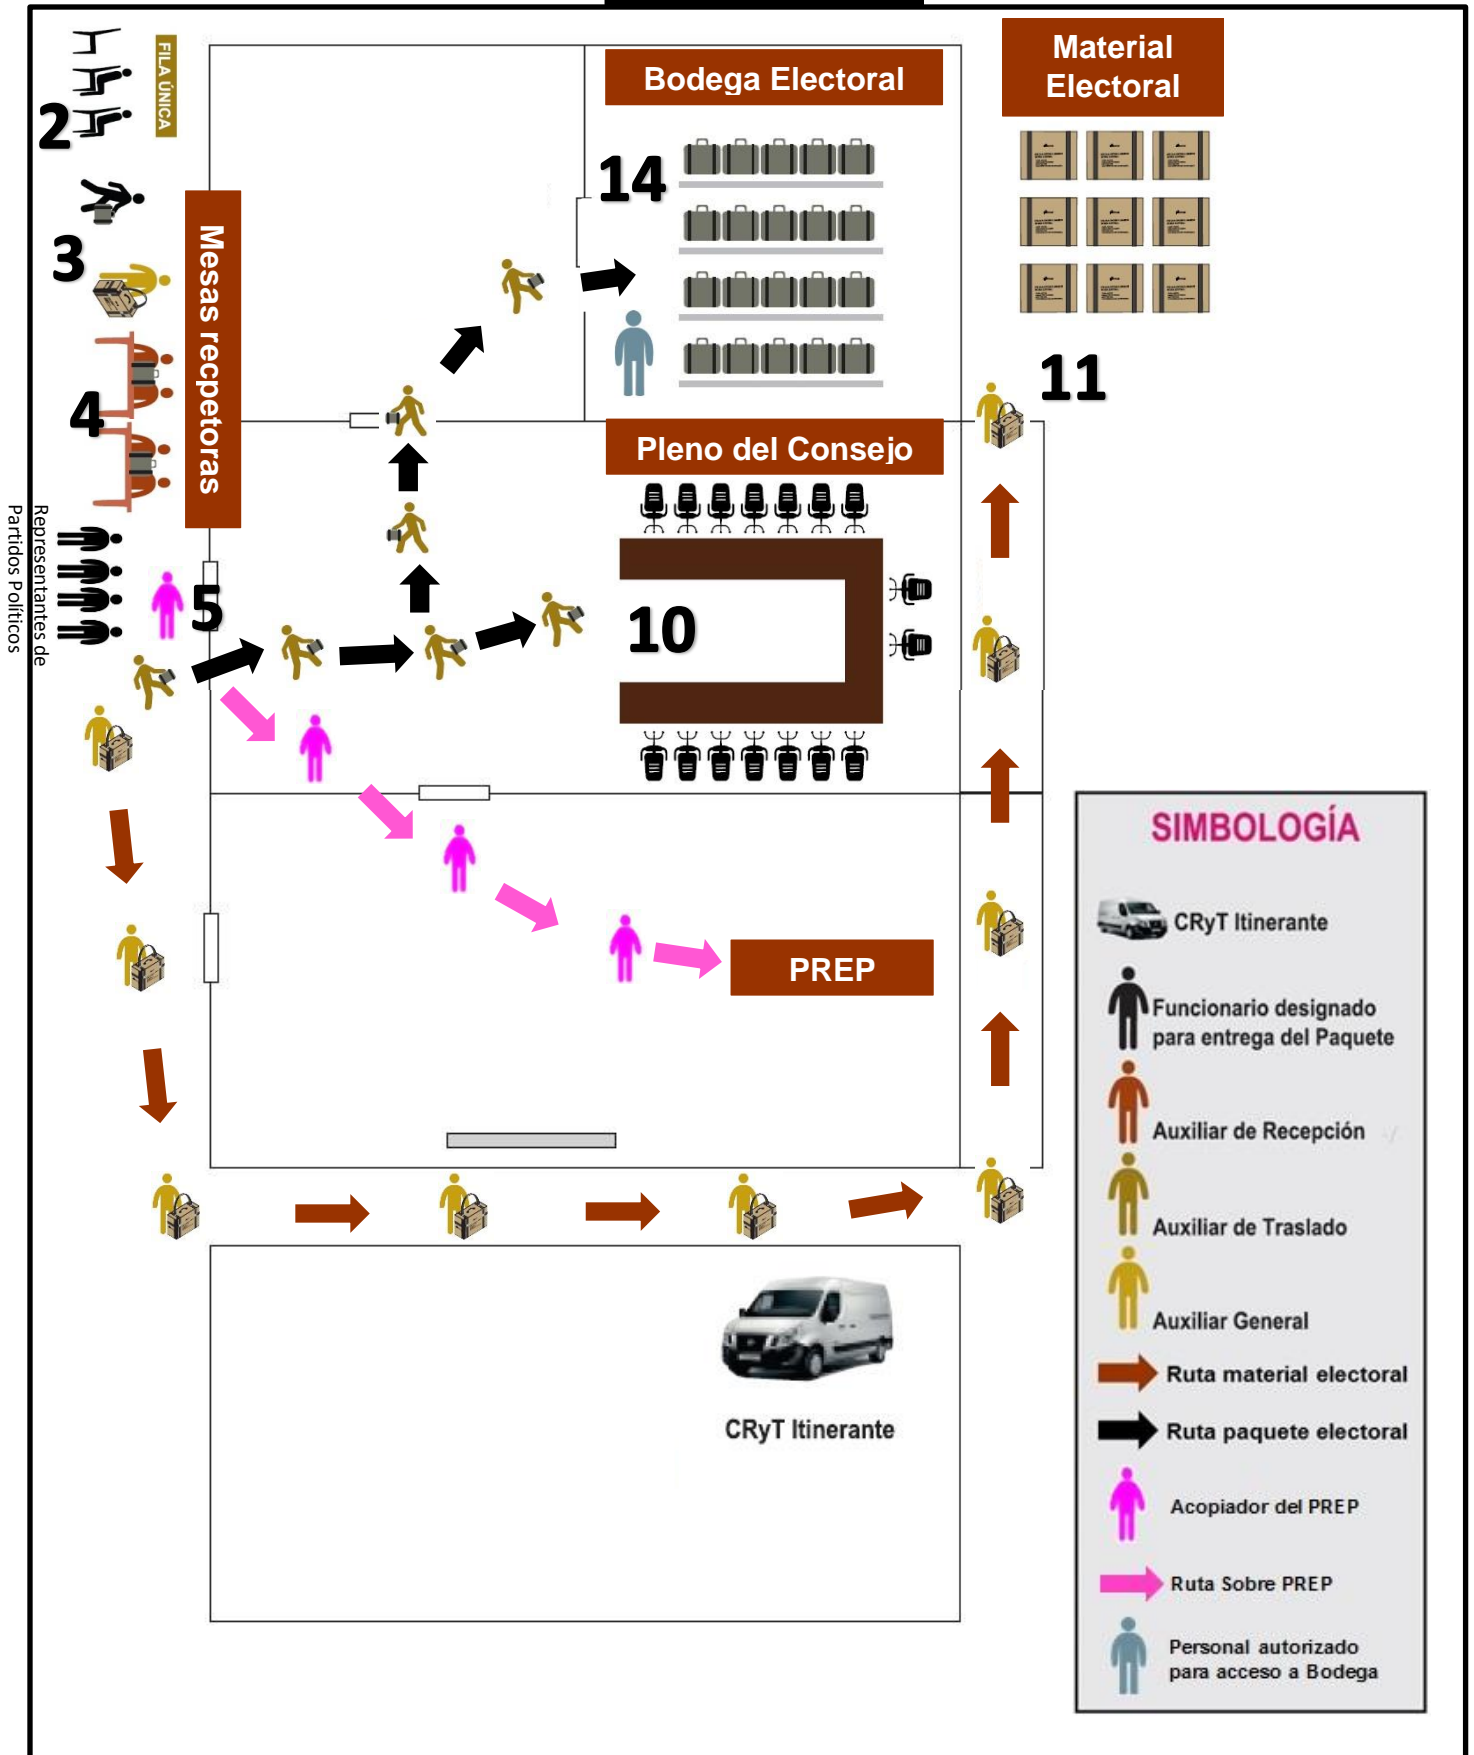 FILA ÚNICA
2
3
4
5
Mesas recpetoras
Representantes de
Partidos Políticos
Bodega Electoral
14
Material
Electoral
11
Pleno del Consejo
10
PREP
CRyT Itinerante
SIMBOLOGÍA
CRyT Itinerante
Funcionario designado
para entrega del Paquete
Auxiliar de Recepción
Auxiliar de Traslado
Auxiliar General
Ruta material electoral
Ruta paquete electoral
Acopiador del PREP
Ruta Sobre PREP
Personal autorizado
para acceso a Bodega